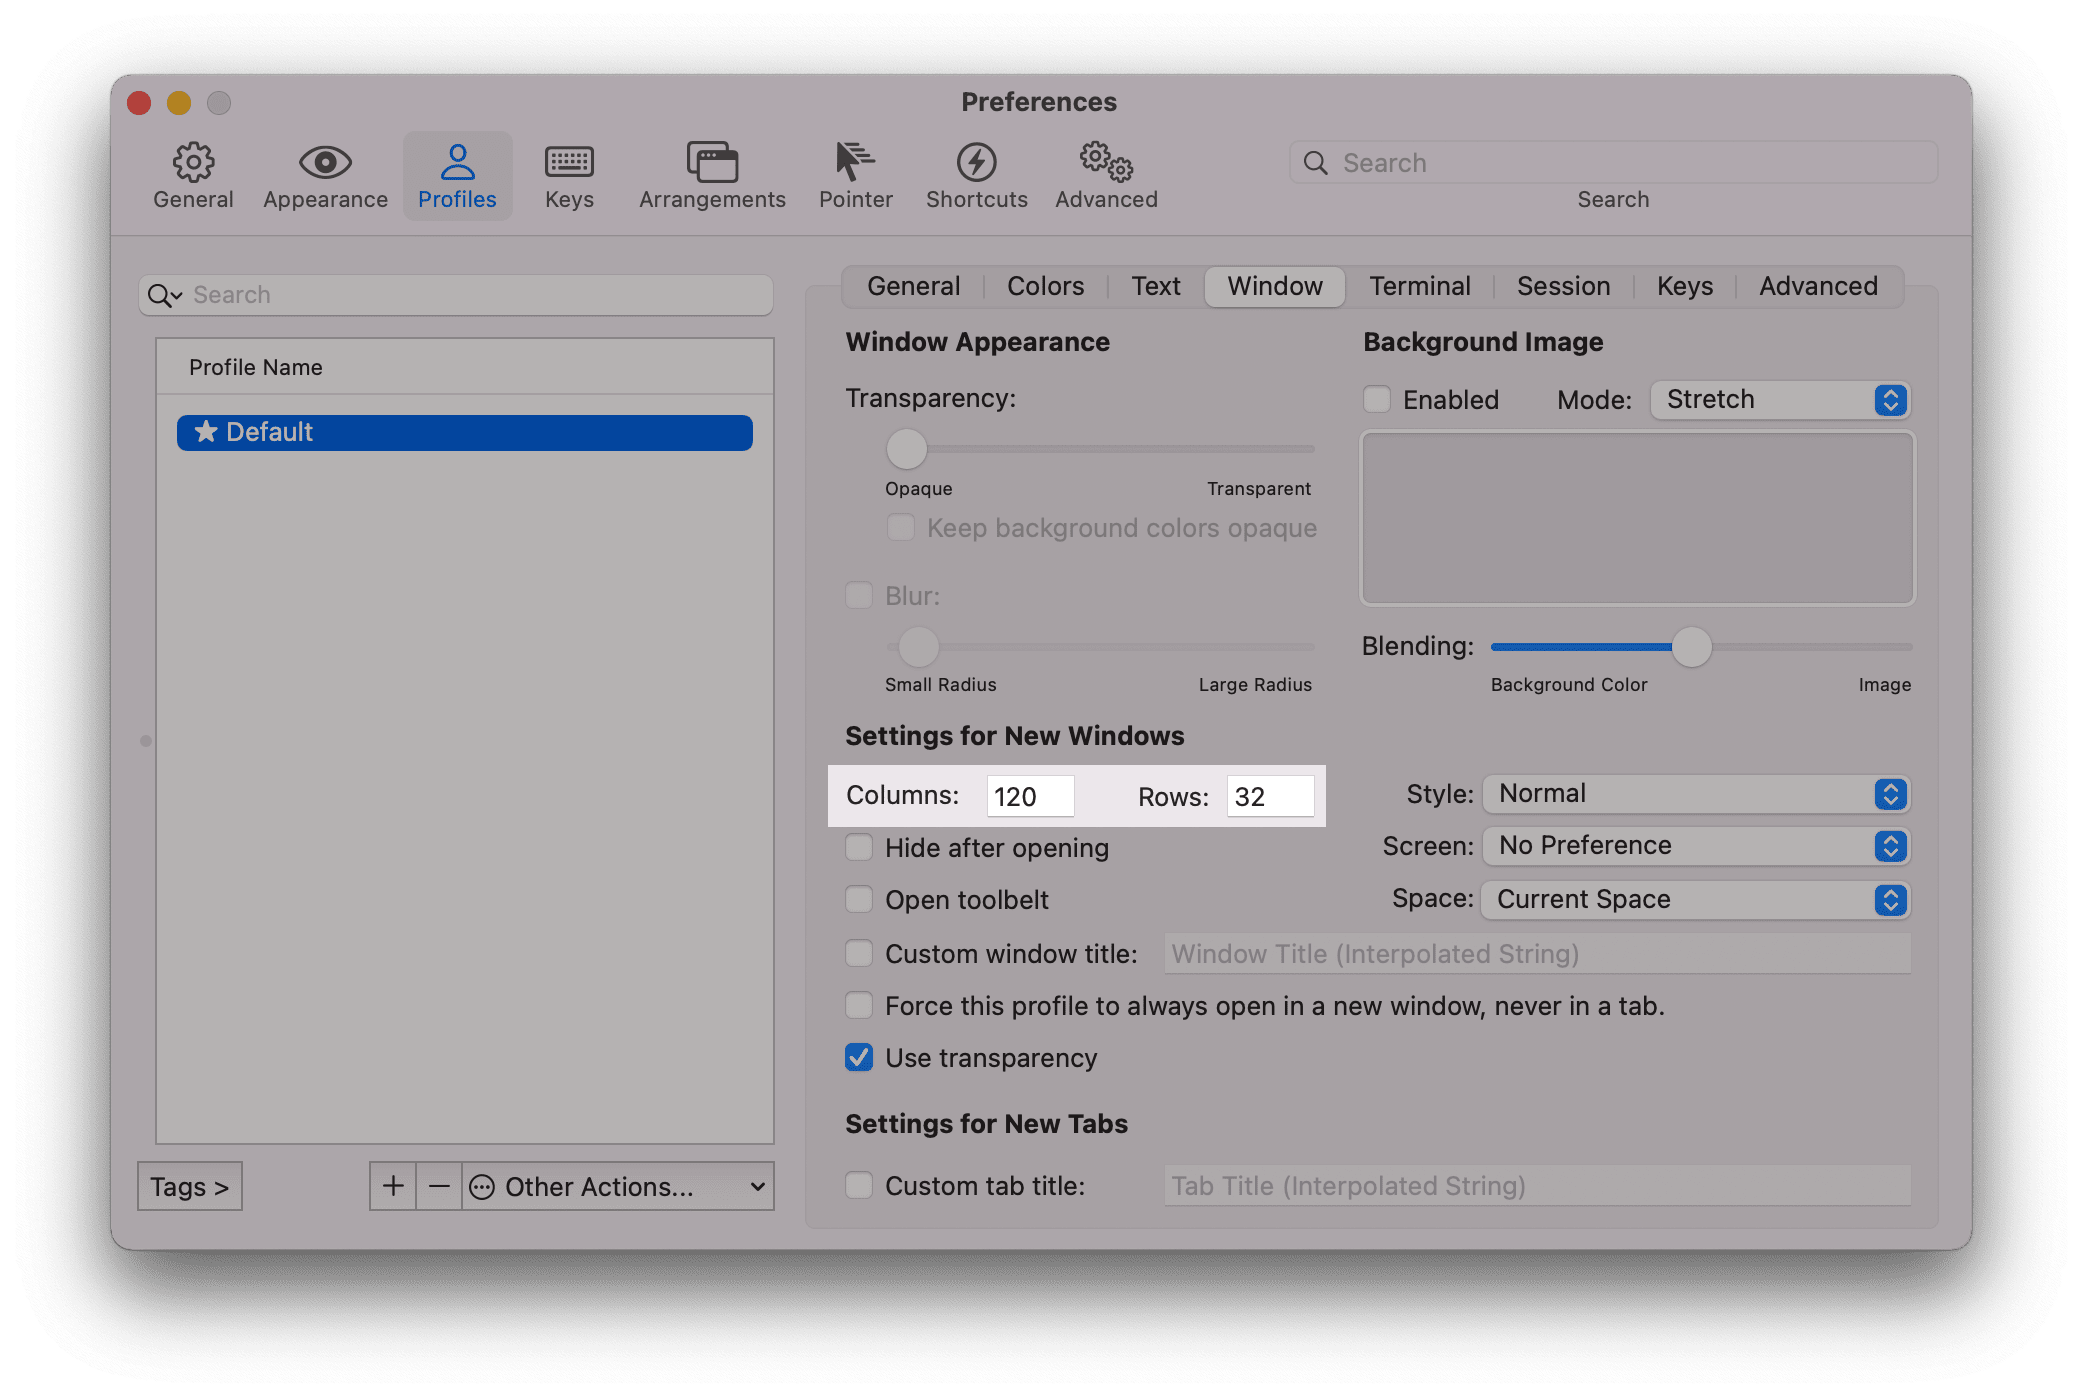 Preferences
General
Appearance
Profiles
Keys
Arrangements
Pointer
Shortcuts
Advanced
Search
Search
Search
Profile Name
Default
Tags >
Other Actions...
General Colors Text Window Terminal Session Keys Advanced
Window Appearance
Transparency:
Opaque Transparent
Keep background colors opaque
Blur:
Small Radius Large Radius
Background Image
Enabled Mode: Stretch
Blending:
Background Color Image
Settings for New Windows
Columns: 120 Rows: 32
Style: Normal
Hide after opening
Screen: No Preference
Open toolbelt
Space: Current Space
Custom window title: Window Title (Interpolated String)
Force this profile to always open in a new window, never in a tab.
Use transparency
Settings for New Tabs
Custom tab title: Tab Title (Interpolated String)